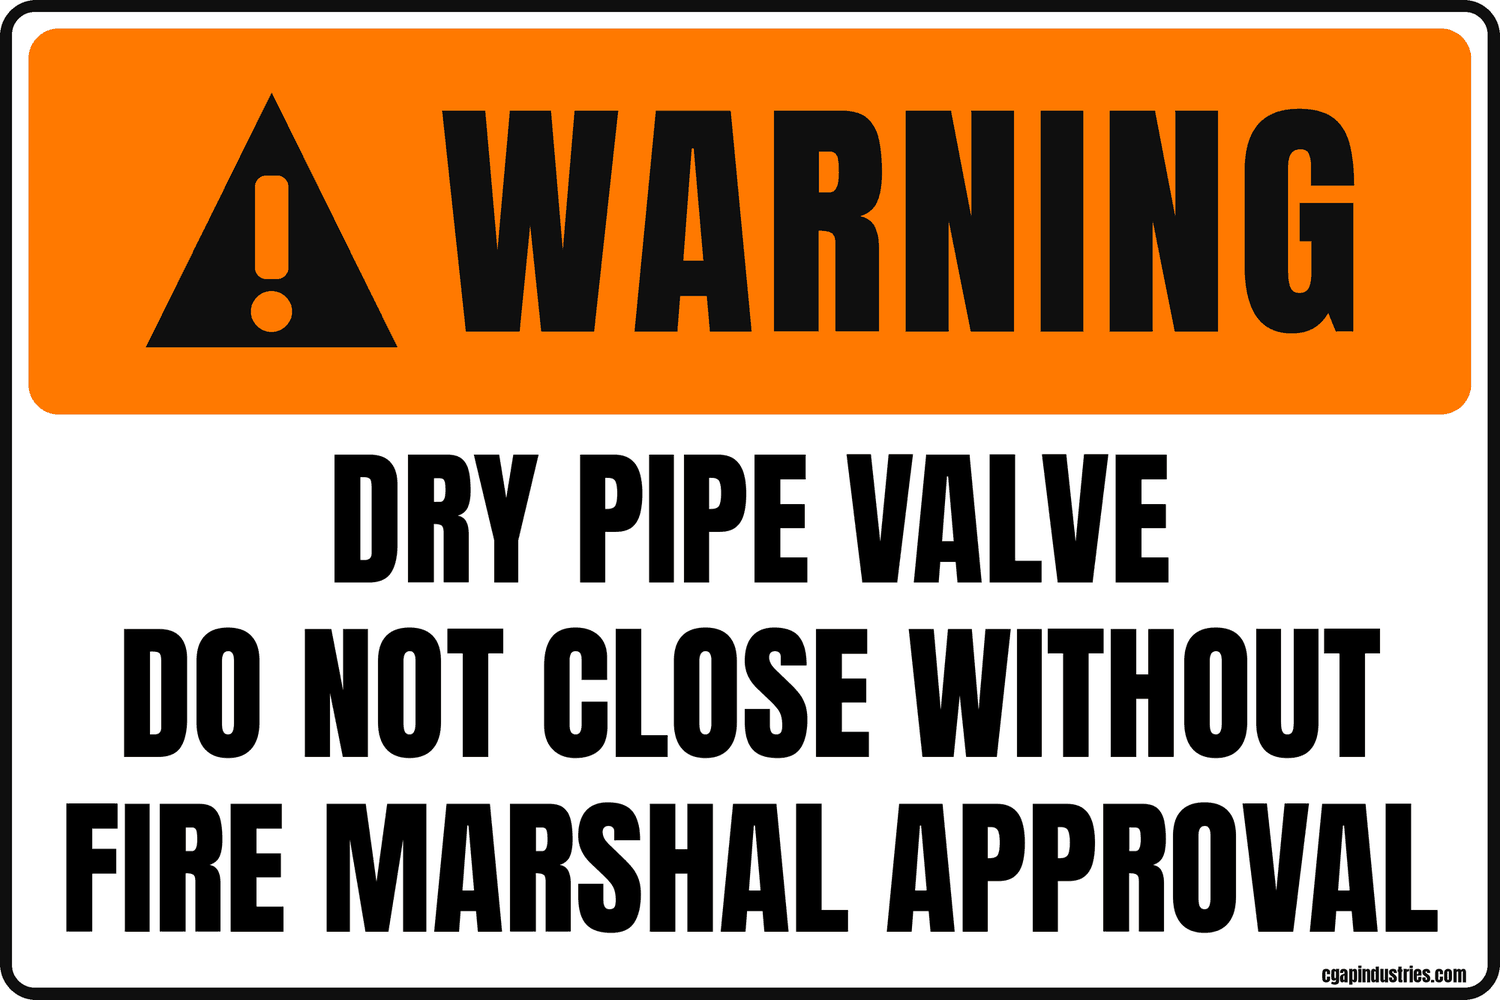 WARNING
DRY PIPE VALVE
DO NOT CLOSE WITHOUT
FIRE MARSHAL APPROVAL
cgapindustries.com